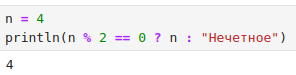 n = 4
println(n % 2 == 0 ? n : "Нечетное")
4